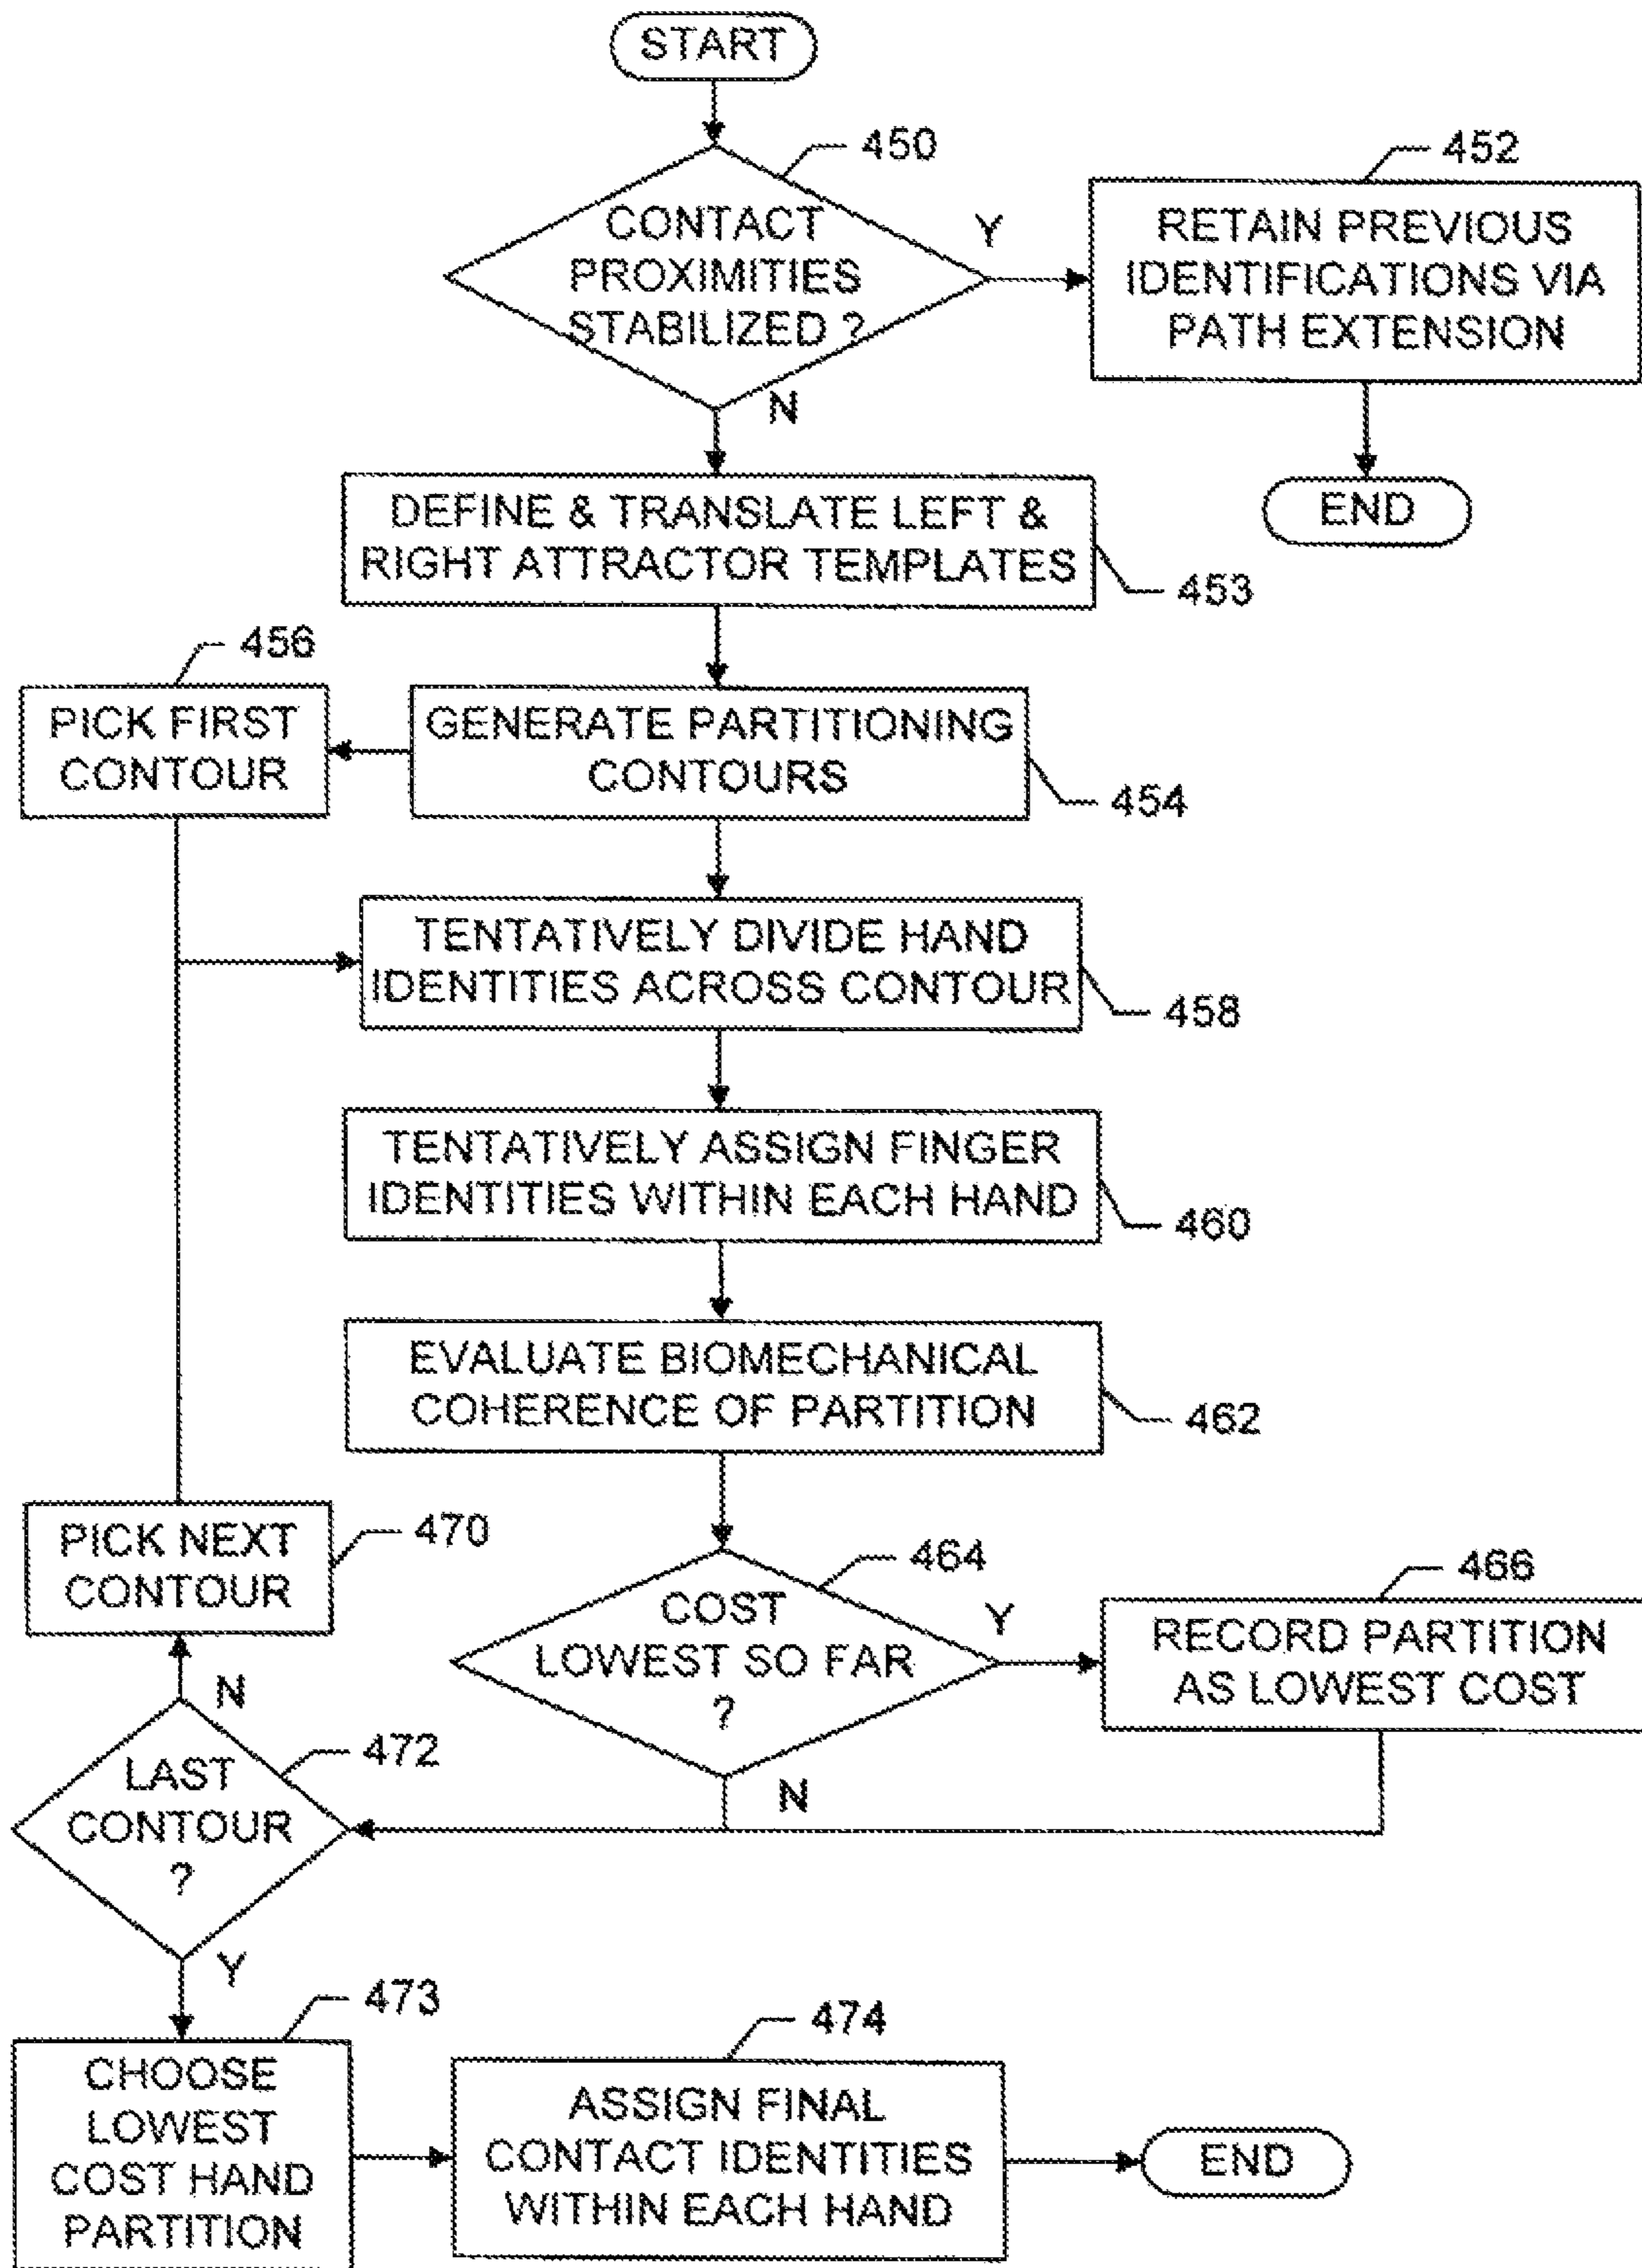 START
450
CONTACT
PROXIMITIES
STABILIZED ?
Y
N
452
RETAIN PREVIOUS
IDENTIFICATIONS VIA
PATH EXTENSION
END
DEFINE & TRANSLATE LEFT &
RIGHT ATTRACTOR TEMPLATES
453
456
PICK FIRST
CONTOUR
GENERATE PARTITIONING
CONTOURS
454
TENTATIVELY DIVIDE HAND
IDENTITIES ACROSS CONTOUR
458
TENTATIVELY ASSIGN FINGER
IDENTITIES WITHIN EACH HAND
460
EVALUATE BIOMECHANICAL
COHERENCE OF PARTITION
462
PICK NEXT
CONTOUR
470
464
COST
LOWEST SO FAR
?
Y
N
466
RECORD PARTITION
AS LOWEST COST
N
472
LAST
CONTOUR
?
Y
473
CHOOSE
LOWEST
COST HAND
PARTITION
474
ASSIGN FINAL
CONTACT IDENTITIES
WITHIN EACH HAND
END